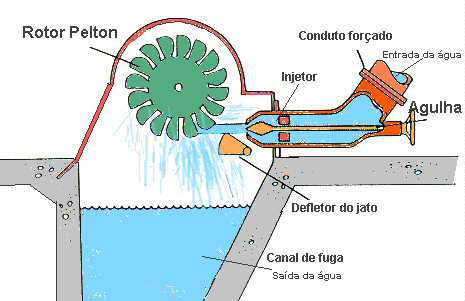 Rotor Pelton
Conduto forçado
Entrada da água
Injetor
Agulha
Defletor do jato
Canal de fuga
Saída da água